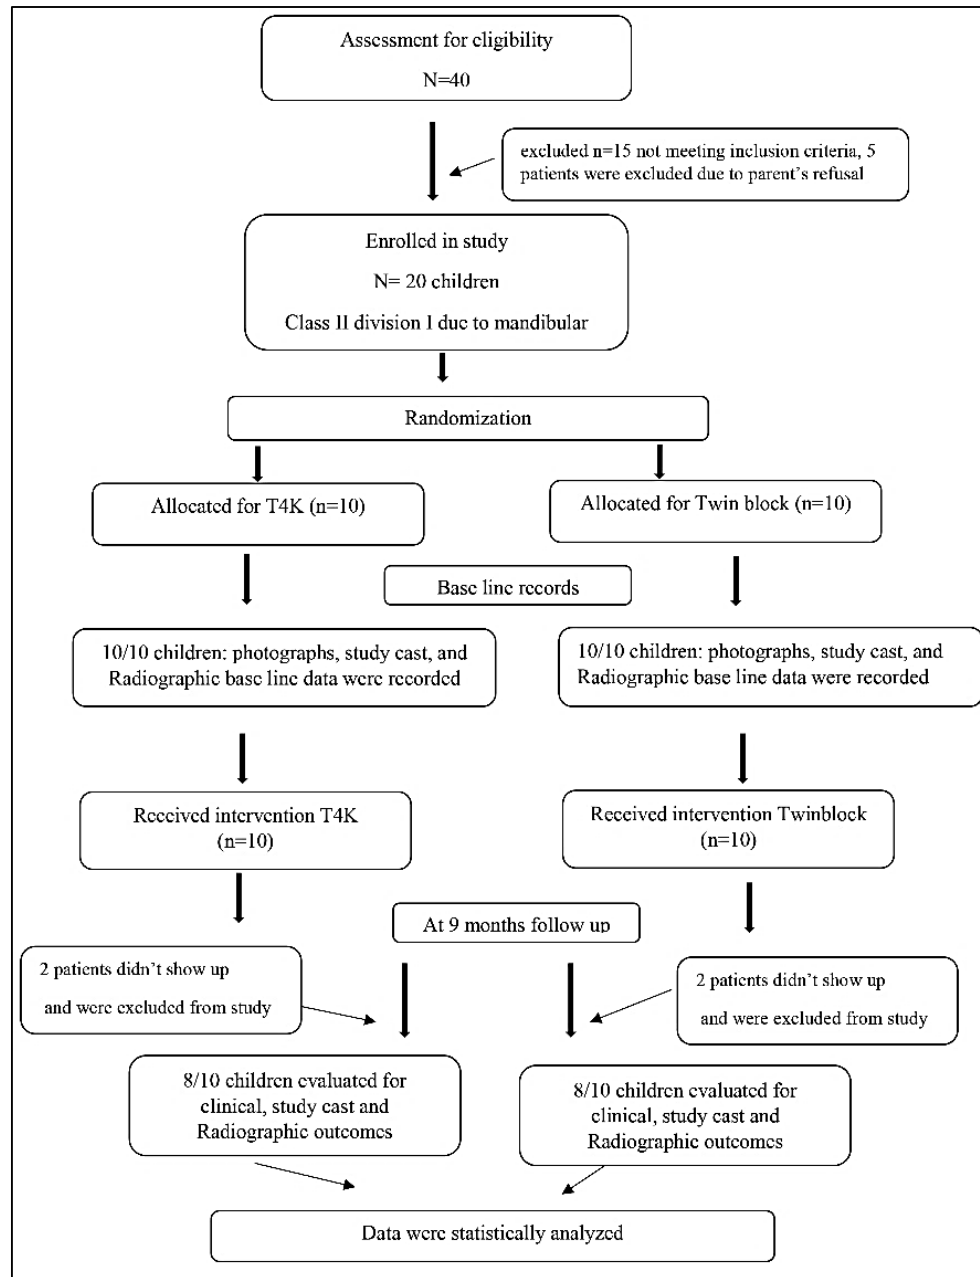 Assessment for eligibility
N=40
excluded n=15 not meeting inclusion criteria, 5
patients were excluded due to parent's refusal
Enrolled in study
N= 20 children
Class II division I due to mandibular
Randomization
Allocated for T4K (n=10)
Allocated for Twin block (n=10)
Base line records
10/10 children: photographs, study cast, and
Radiographic base line data were recorded
10/10 children: photographs, study cast, and
Radiographic base line data were recorded
Received intervention T4K
(n=10)
Received intervention Twinblock
(n=10)
At 9 months follow up
2 patients didn't show up
and were excluded from study
2 patients didn't show up
and were excluded from study
8/10 children evaluated for
clinical, study cast and
Radiographic outcomes
8/10 children evaluated for
clinical, study cast and
Radiographic outcomes
Data were statistically analyzed